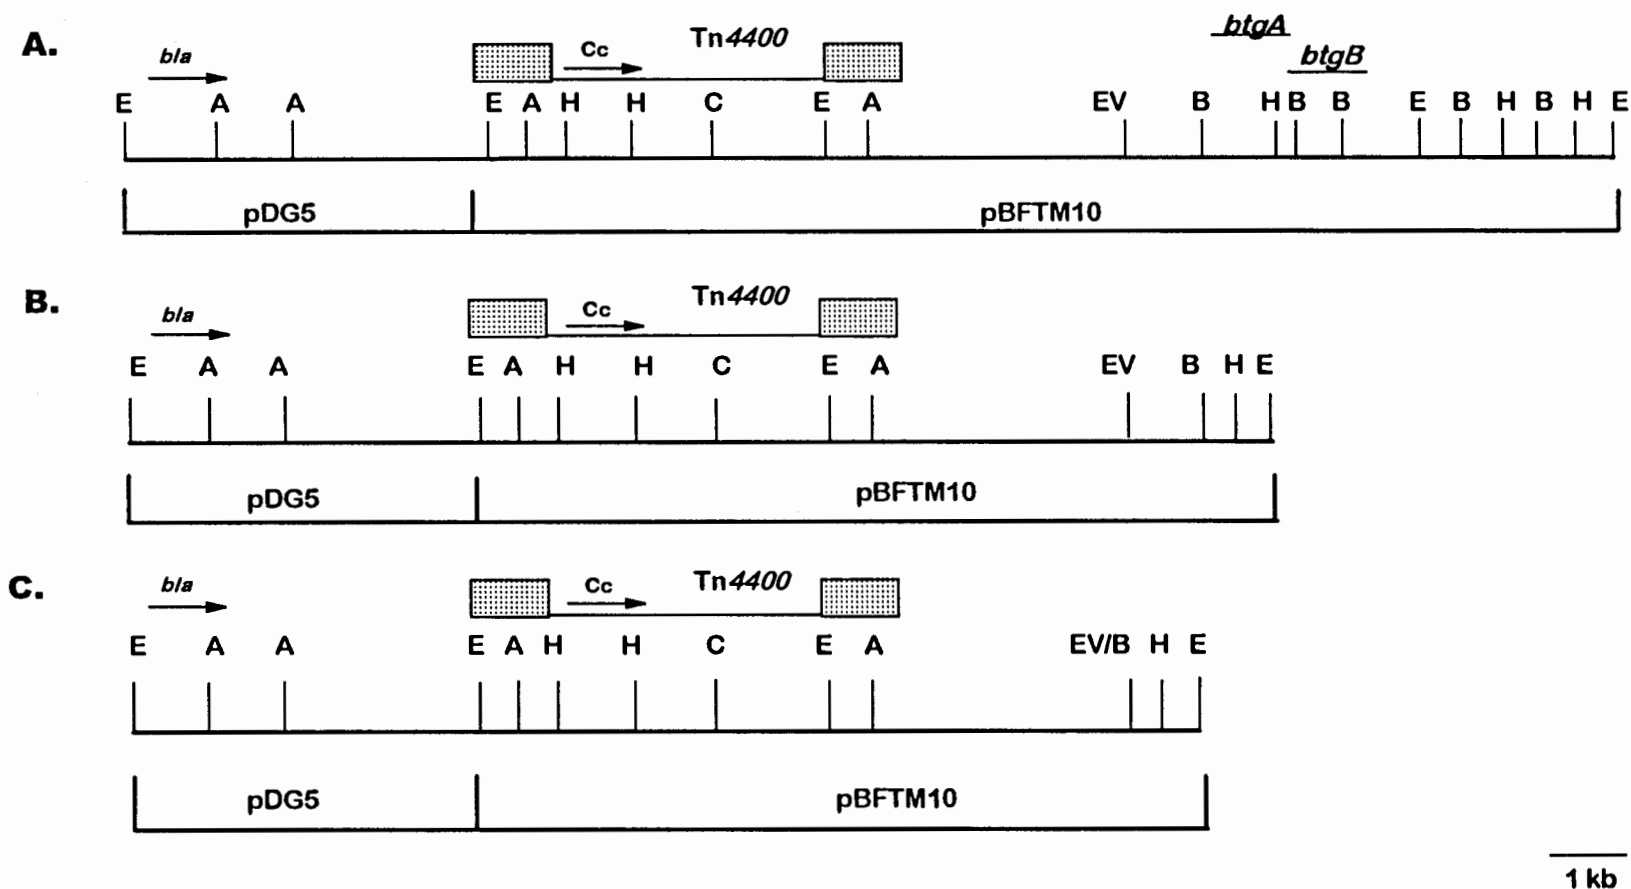 A.
bla
Cc
Tn4400
btgA
btgB
E A A E A H H C E A EV B H B B E B H B H E
pDG5 pBFTM10
B.
bla
Cc
Tn4400
E A A E A H H C E A EV B H E
pDG5 pBFTM10
C.
bla
Cc
Tn4400
E A A E A H H C E A EV/B H E
pDG5 pBFTM10
1 kb